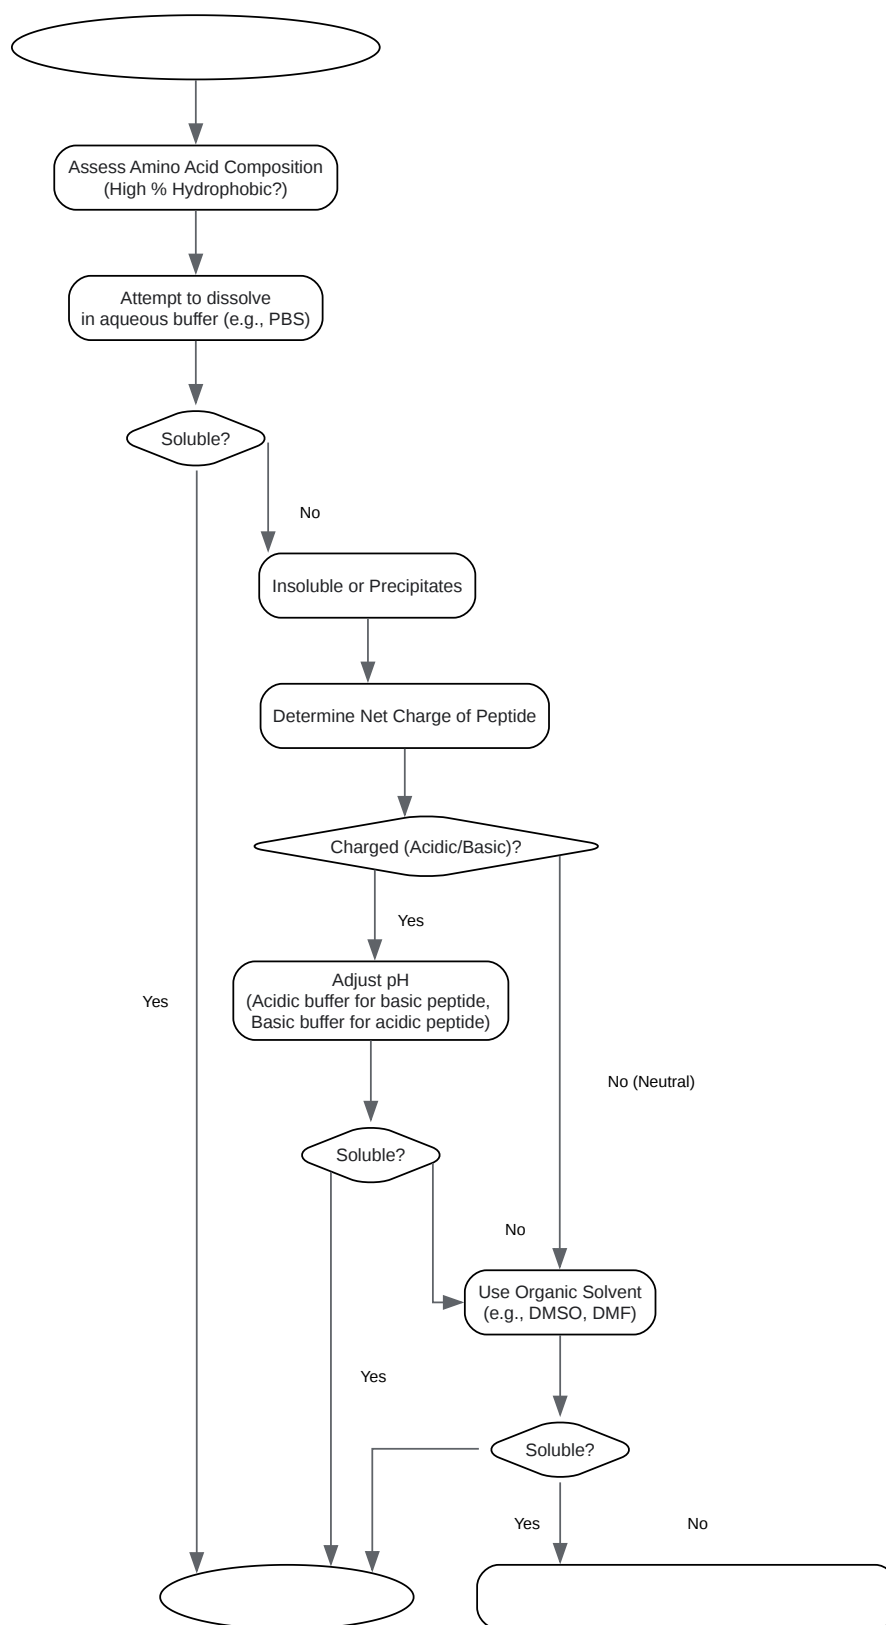 Assess Amino Acid Composition
(High % Hydrophobic?)
Attempt to dissolve
in aqueous buffer (e.g., PBS)
Soluble?
No
Insoluble or Precipitates
Determine Net Charge of Peptide
Charged (Acidic/Basic)?
Yes
Adjust pH
(Acidic buffer for basic peptide,
Basic buffer for acidic peptide)
Yes
No (Neutral)
Soluble?
No
Use Organic Solvent
(e.g., DMSO, DMF)
Yes
Soluble?
Yes
No